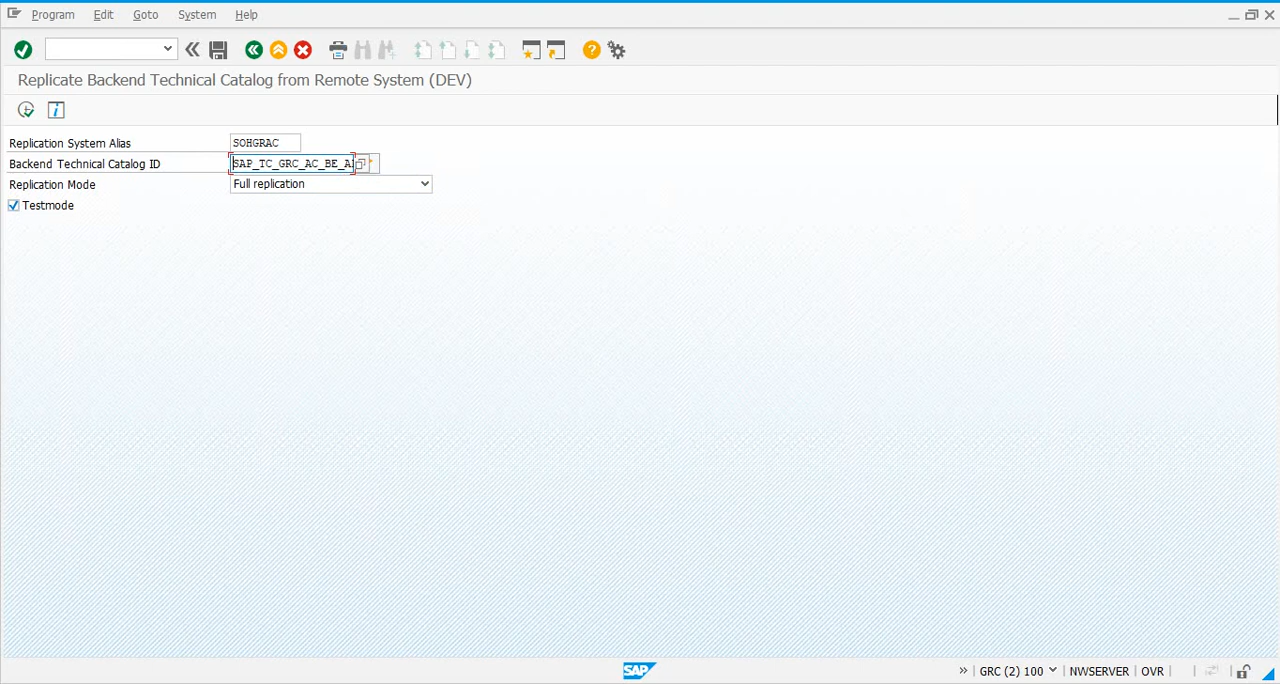 Program Edit Goto System Help
Replicate Backend Technical Catalog from Remote System (DEV)
Replication System Alias SOHGRAC
Backend Technical Catalog ID SAP_TC_GRC_AC_BE_A
Replication Mode Full replication
Testmode
SAP
GRC (2) 100 NWSERVER OVR